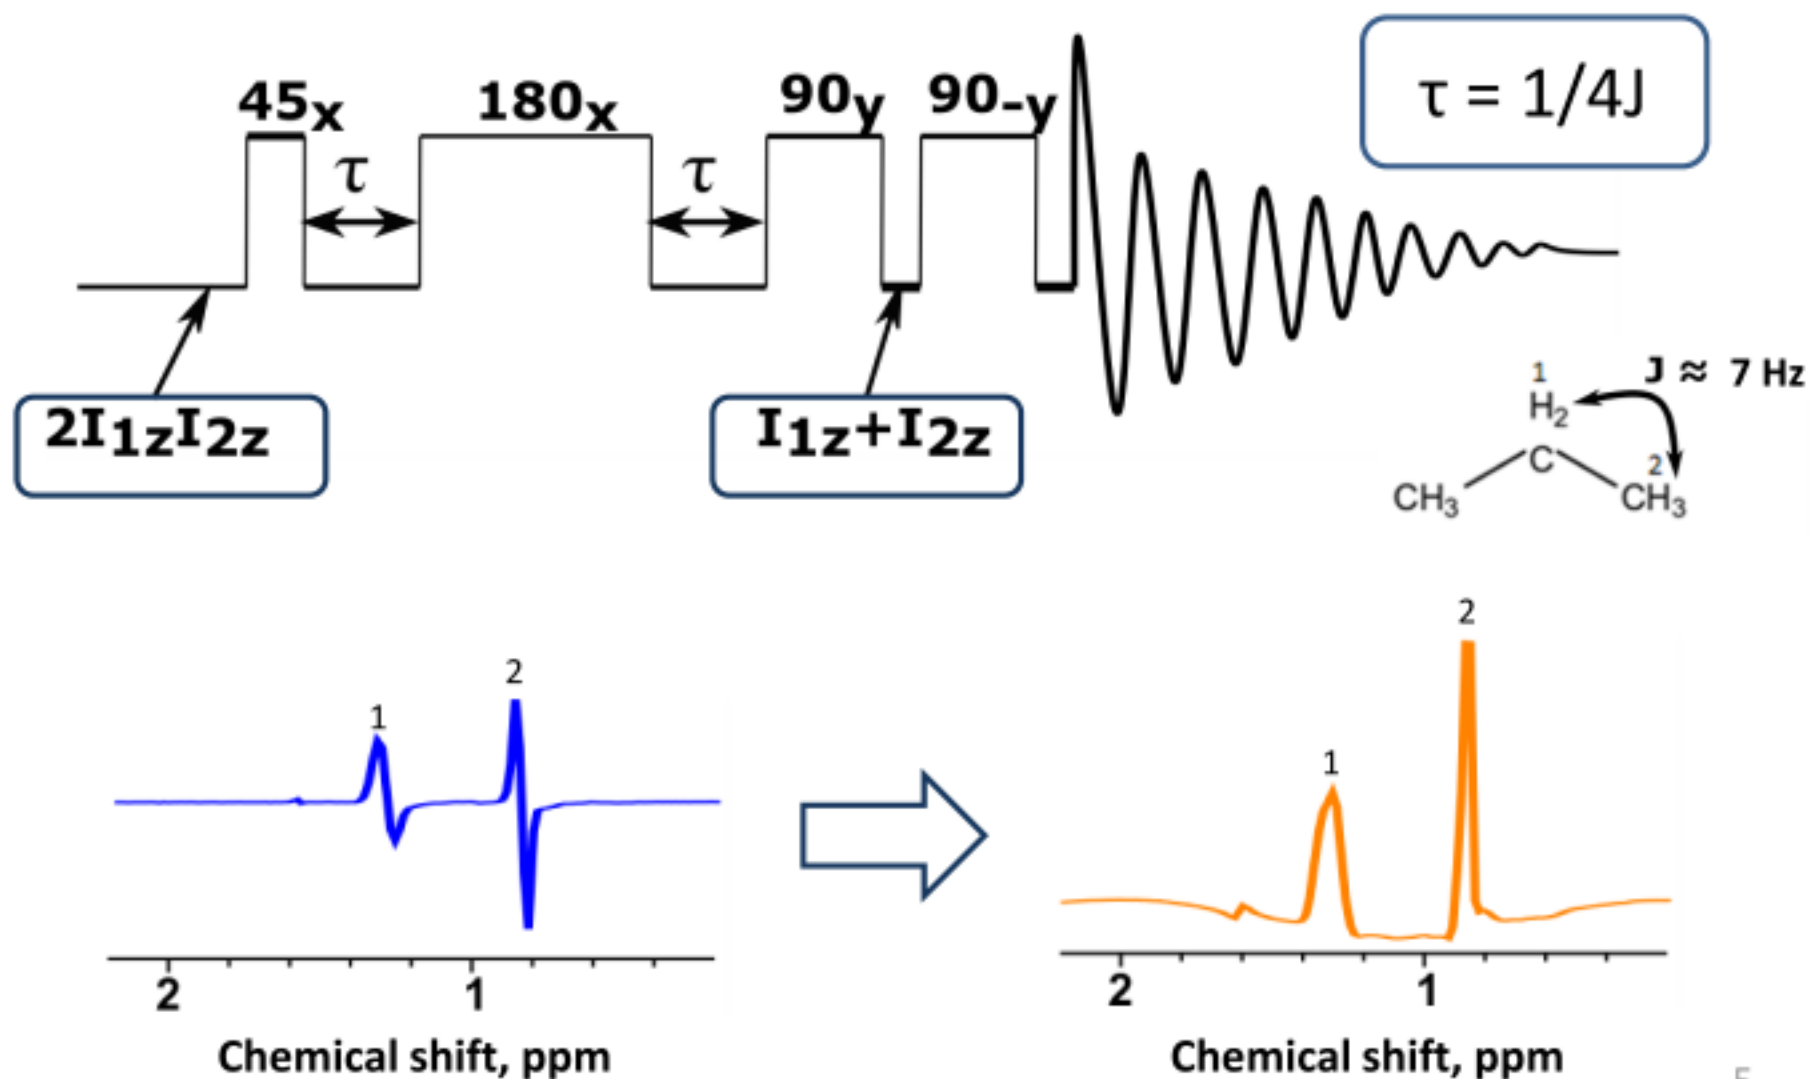 45x 180x 90y 90-y
τ = 1/4J
τ τ
2I1zI2z
I1z+I2z
1
J ≈ 7 Hz
H2
C
2
CH3 CH3
2
1
2
1
2 1
2 1
Chemical shift, ppm
Chemical shift, ppm